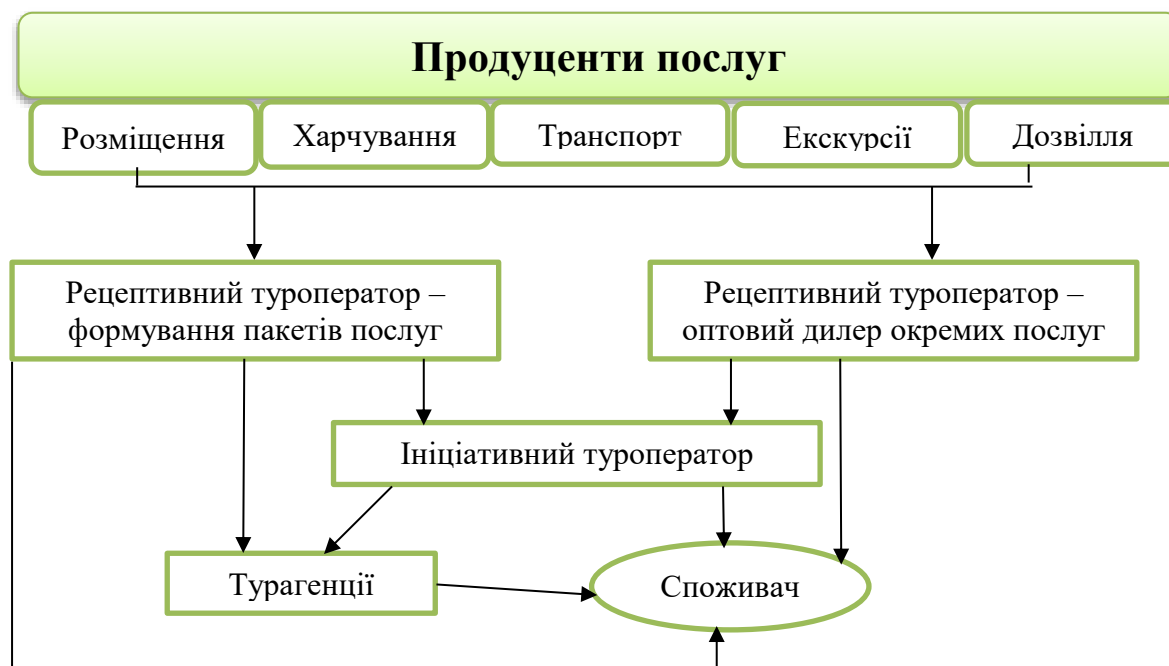 Продуценти послуг
Розміщення
Харчування
Транспорт
Екскурсії
Дозвілля
Рецептивний туроператор –
формування пакетів послуг
Рецептивний туроператор –
оптовий дилер окремих послуг
Ініціативний туроператор
Турагенції
Споживач